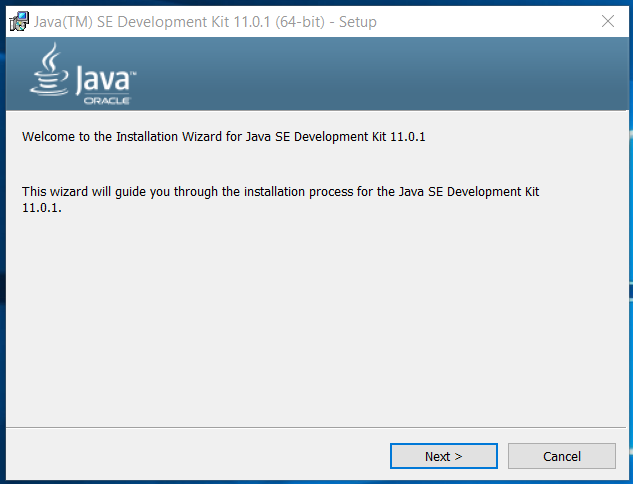 Java(TM) SE Development Kit 11.0.1 (64-bit) - Setup
Java™
ORACLE
Welcome to the Installation Wizard for Java SE Development Kit 11.0.1
This wizard will guide you through the installation process for the Java SE Development Kit
11.0.1.
Next > Cancel